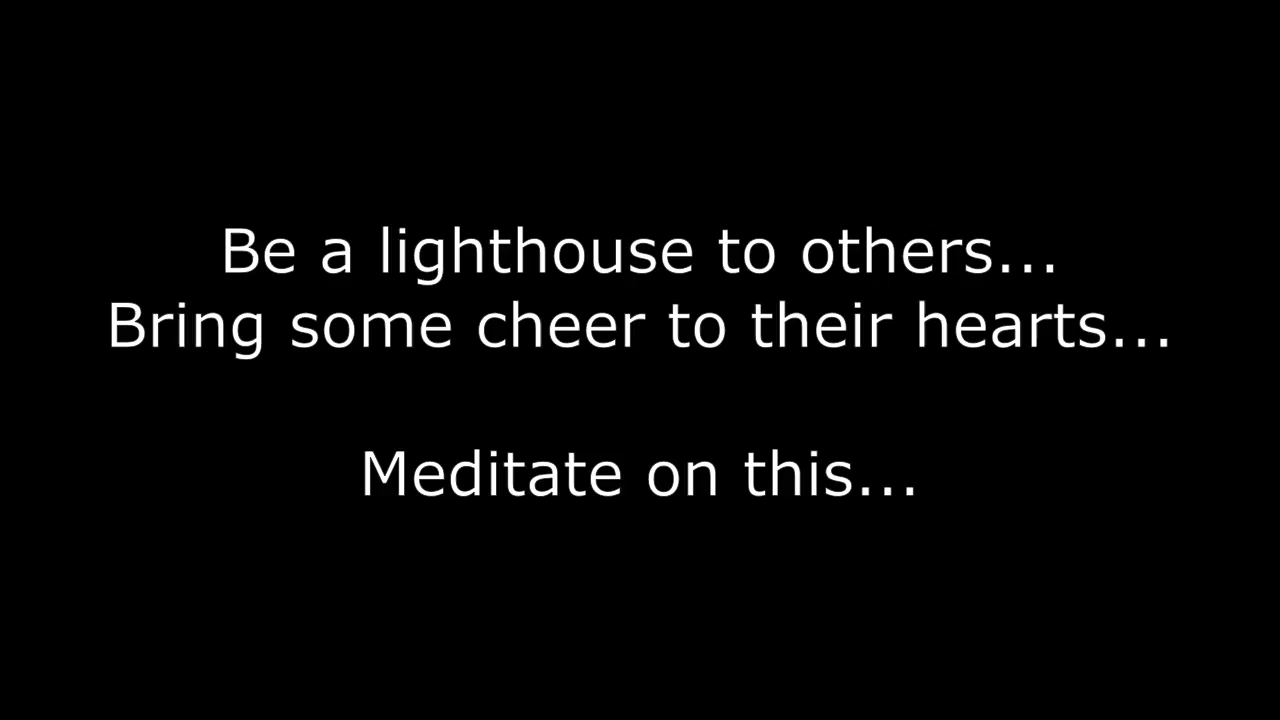 Be a lighthouse to others...
Bring some cheer to their hearts...
Meditate on this...